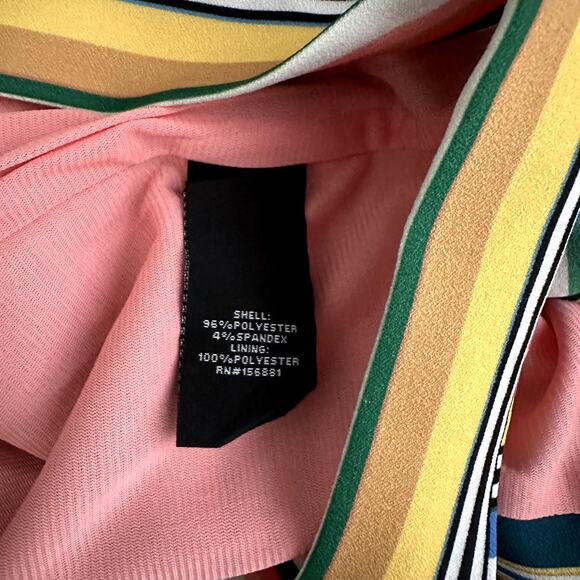 SHELL:
96%POLYESTER
4%SPANDEX
LINING:
100%POLYESTER
RN#156881